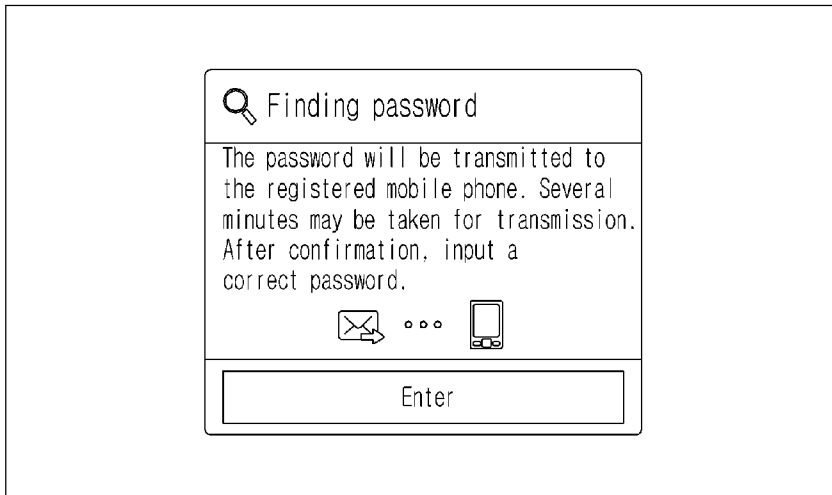 Finding password
The password will be transmitted to
the registered mobile phone. Several
minutes may be taken for transmission.
After confirmation, input a
correct password.
Enter